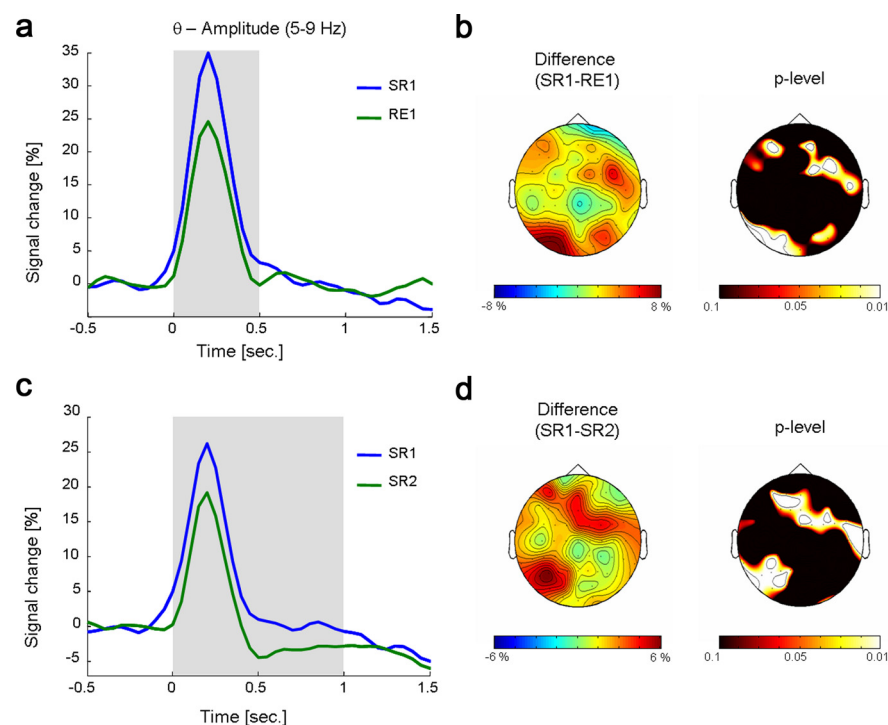 a
θ – Amplitude (5-9 Hz)
35
30
25
20
15
10
5
0
Signal change [%]
SR1
RE1
-0.5
0
0.5
1
1.5
Time [sec.]
b
Difference
(SR1-RE1)
p-level
-8 %
8 %
0.1
0.05
0.01
c
30
25
20
15
10
5
0
-5
Signal change [%]
SR1
SR2
-0.5
0
0.5
1
1.5
Time [sec.]
d
Difference
(SR1-SR2)
p-level
-6 %
6 %
0.1
0.05
0.01